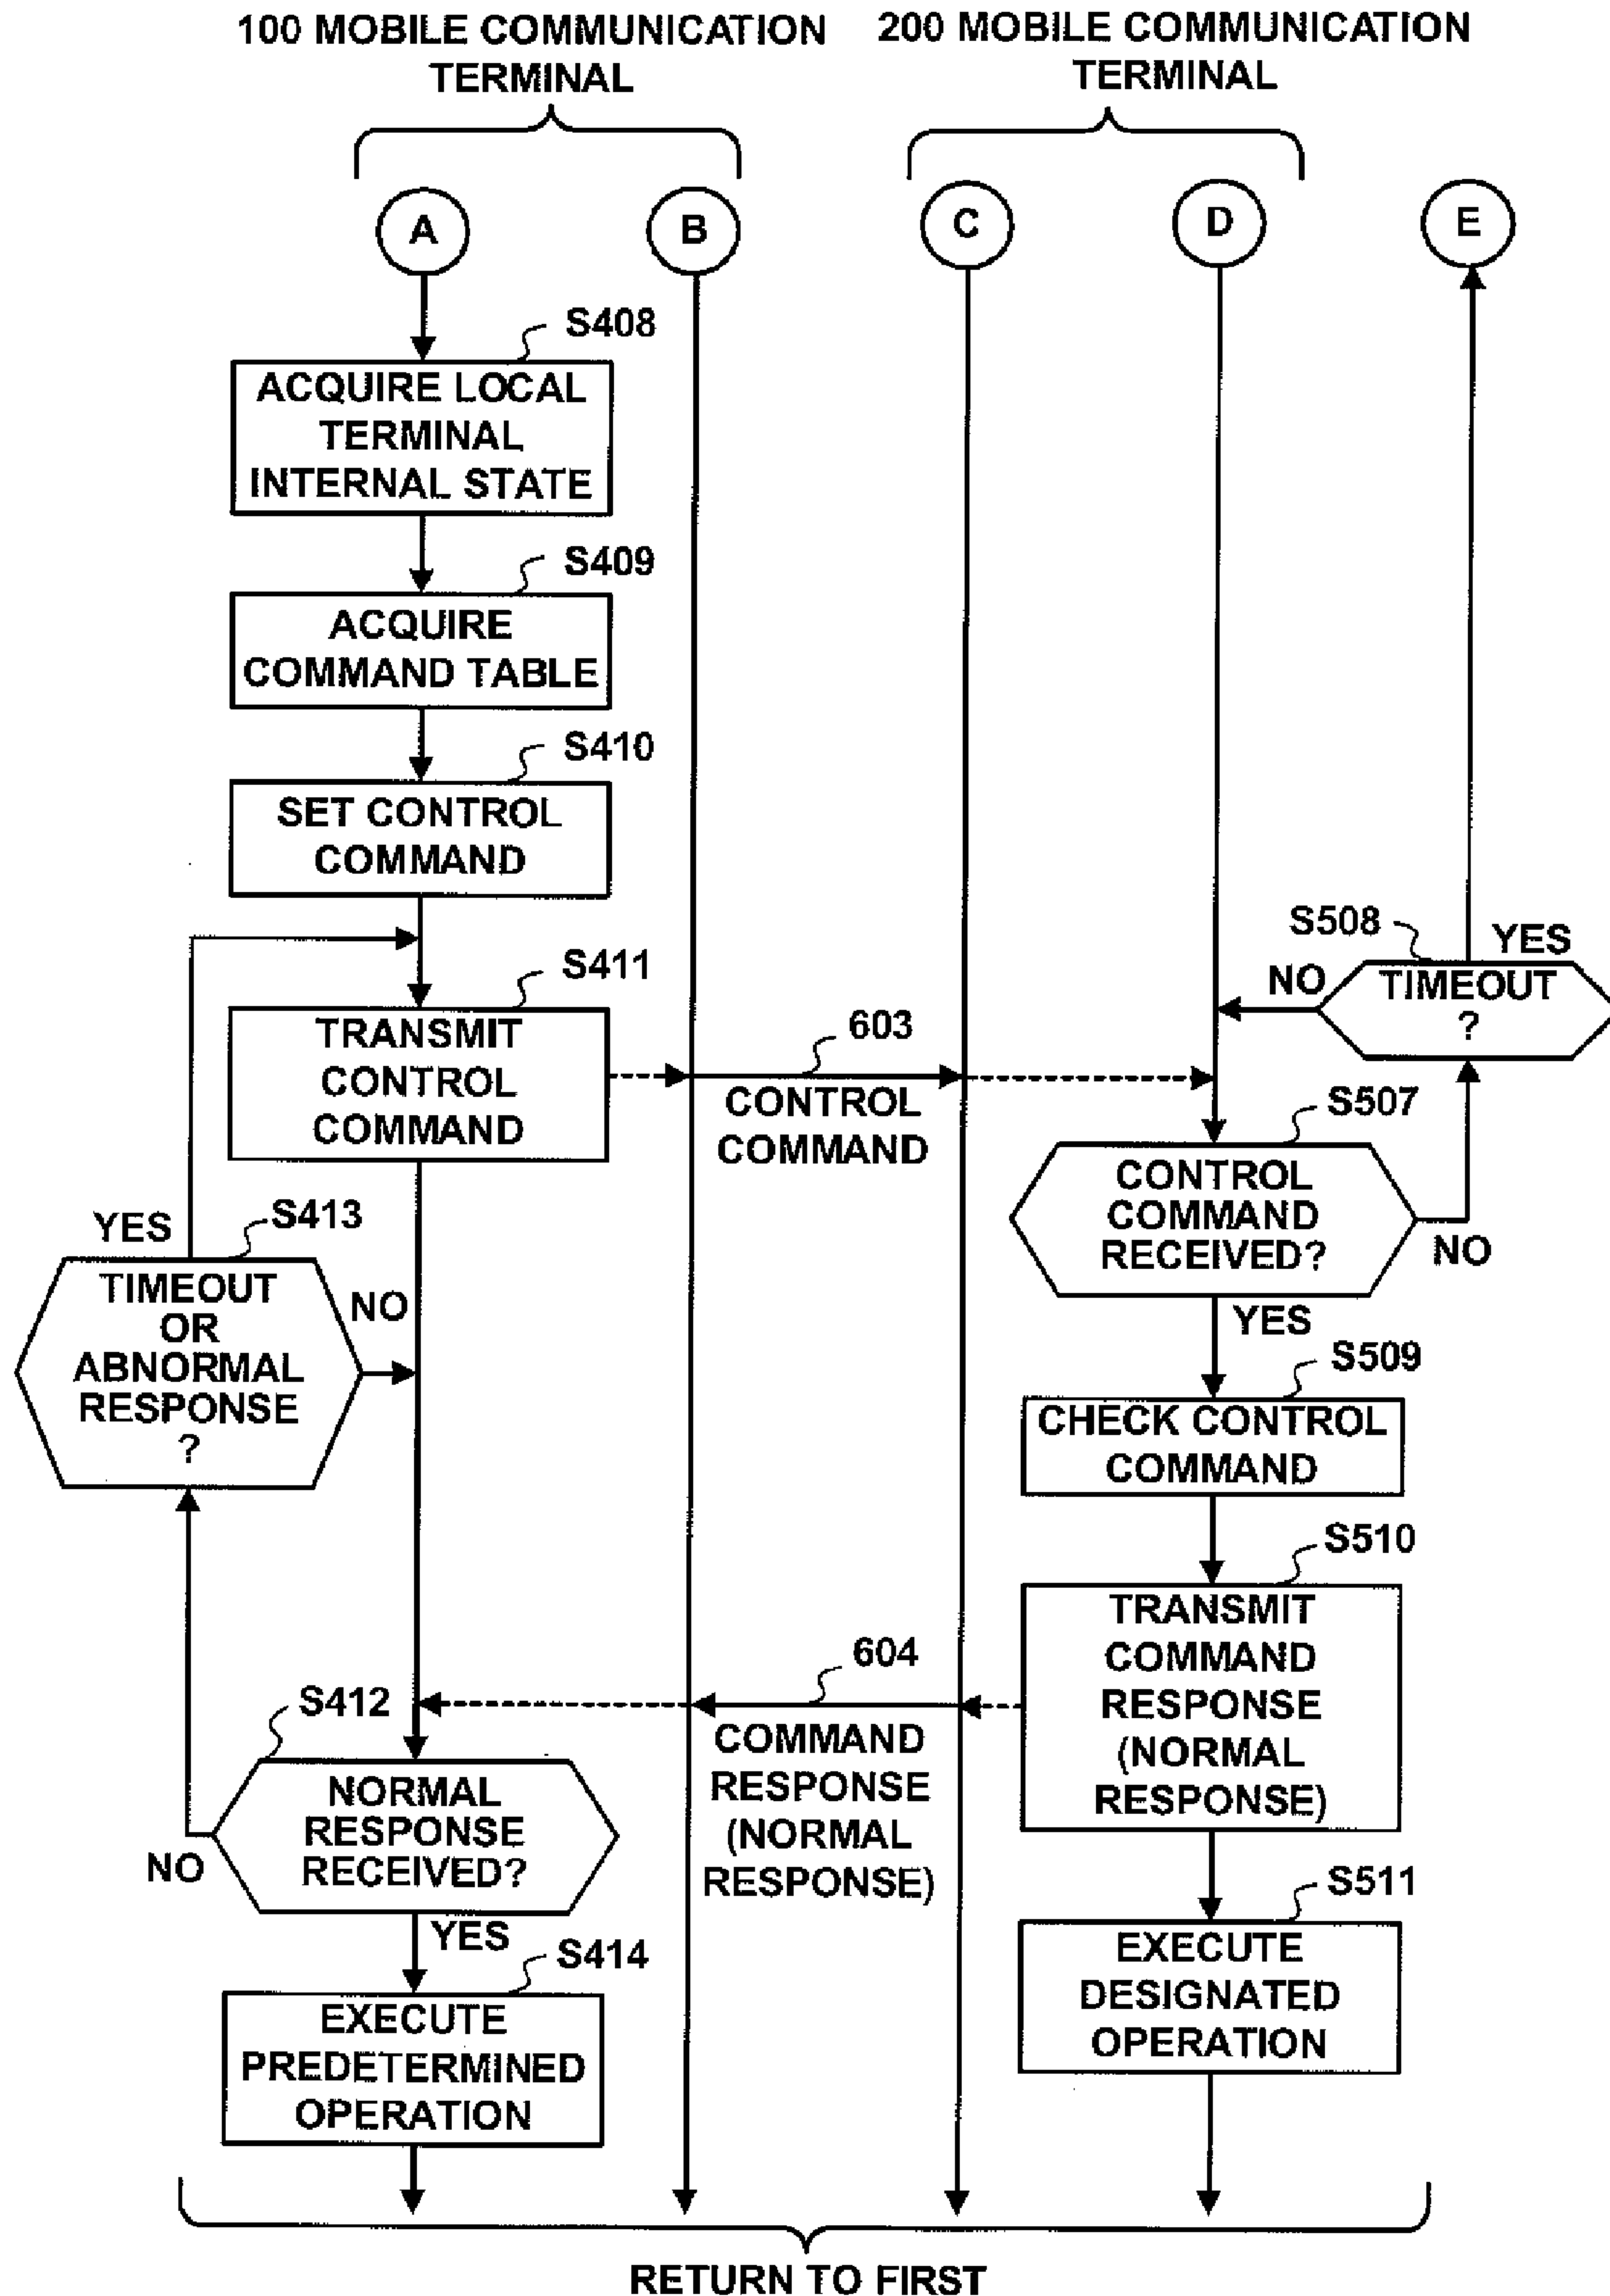 100 MOBILE COMMUNICATION
TERMINAL
200 MOBILE COMMUNICATION
TERMINAL
A
B
C
D
E
S408
ACQUIRE LOCAL
TERMINAL
INTERNAL STATE
S409
ACQUIRE
COMMAND TABLE
S410
SET CONTROL
COMMAND
S508
YES
NO
TIMEOUT
?
S411
TRANSMIT
CONTROL
COMMAND
603
CONTROL
COMMAND
S507
CONTROL
COMMAND
RECEIVED?
NO
YES
YES
S413
TIMEOUT
OR
ABNORMAL
RESPONSE
?
NO
S509
CHECK CONTROL
COMMAND
S510
TRANSMIT
COMMAND
RESPONSE
(NORMAL
RESPONSE)
604
COMMAND
RESPONSE
(NORMAL
RESPONSE)
S412
NORMAL
RESPONSE
RECEIVED?
NO
YES
S511
EXECUTE
DESIGNATED
OPERATION
S414
EXECUTE
PREDETERMINED
OPERATION
RETURN TO FIRST